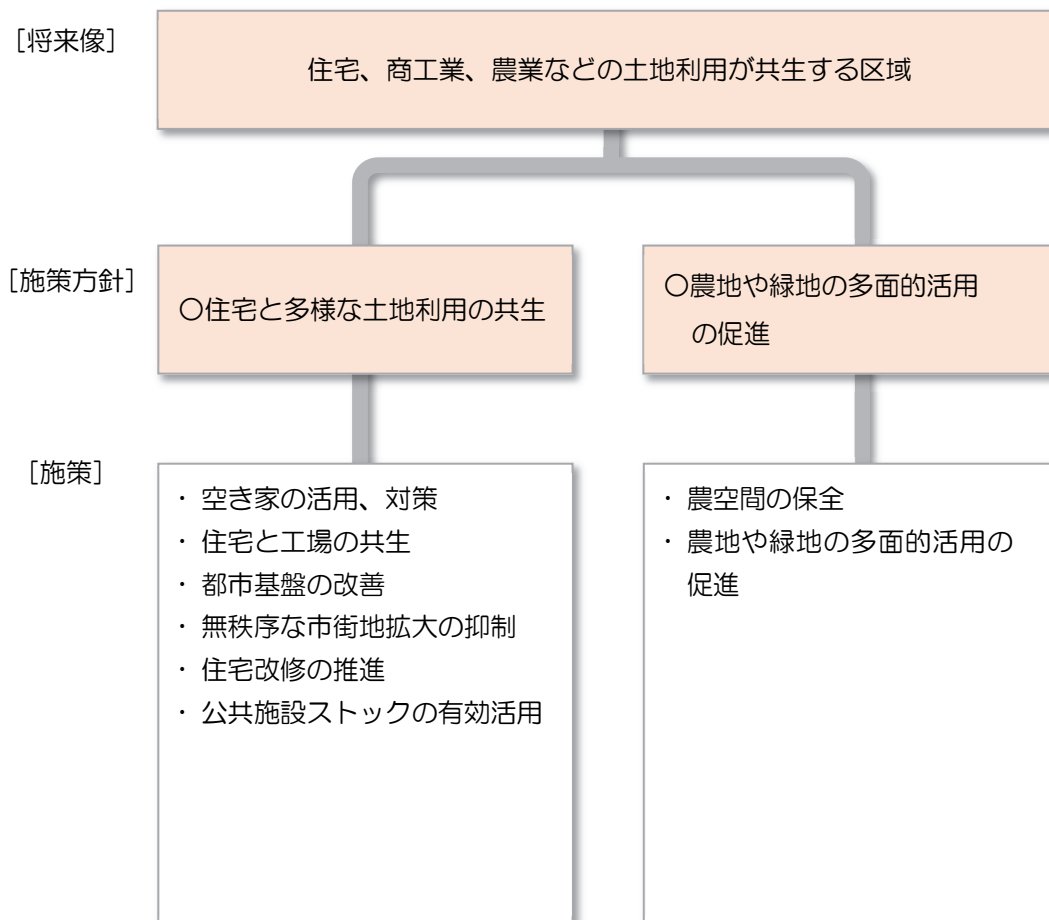 [将来像]
住宅、商工業、農業などの土地利用が共生する区域
[施策方針]
○住宅と多様な土地利用の共生
○農地や緑地の多面的活用
の促進
[施策]
・空き家の活用、対策
・住宅と工場の共生
・都市基盤の改善
・無秩序な市街地拡大の抑制
・住宅改修の推進
・公共施設ストックの有効活用
・農空間の保全
・農地や緑地の多面的活用の
促進